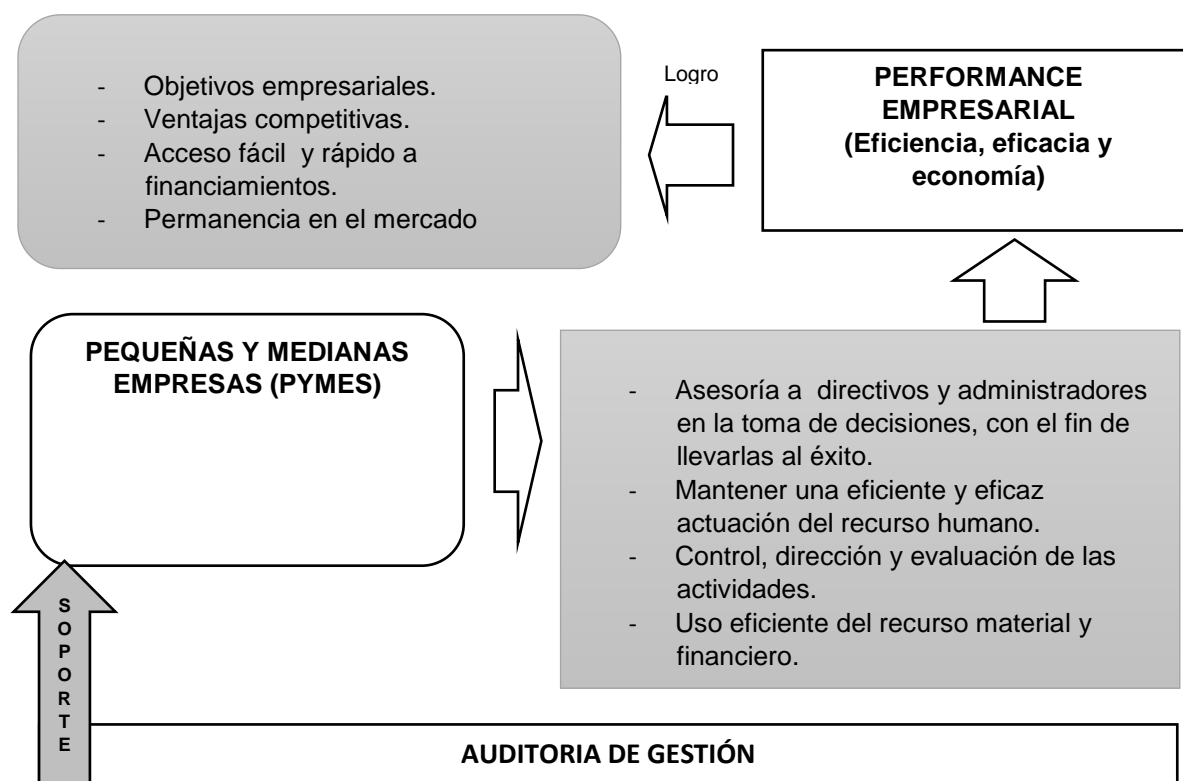 - Objetivos empresariales.
- Ventajas competitivas.
- Acceso fácil y rápido a
financiamientos.
- Permanencia en el mercado
Logro
PERFORMANCE
EMPRESARIAL
(Eficiencia, eficacia y
economía)
PEQUEÑAS Y MEDIANAS
EMPRESAS (PYMES)
- Asesoría a directivos y administradores
en la toma de decisiones, con el fin de
llevarlas al éxito.
- Mantener una eficiente y eficaz
actuación del recurso humano.
- Control, dirección y evaluación de las
actividades.
- Uso eficiente del recurso material y
financiero.
SOPORTE
AUDITORIA DE GESTIÓN